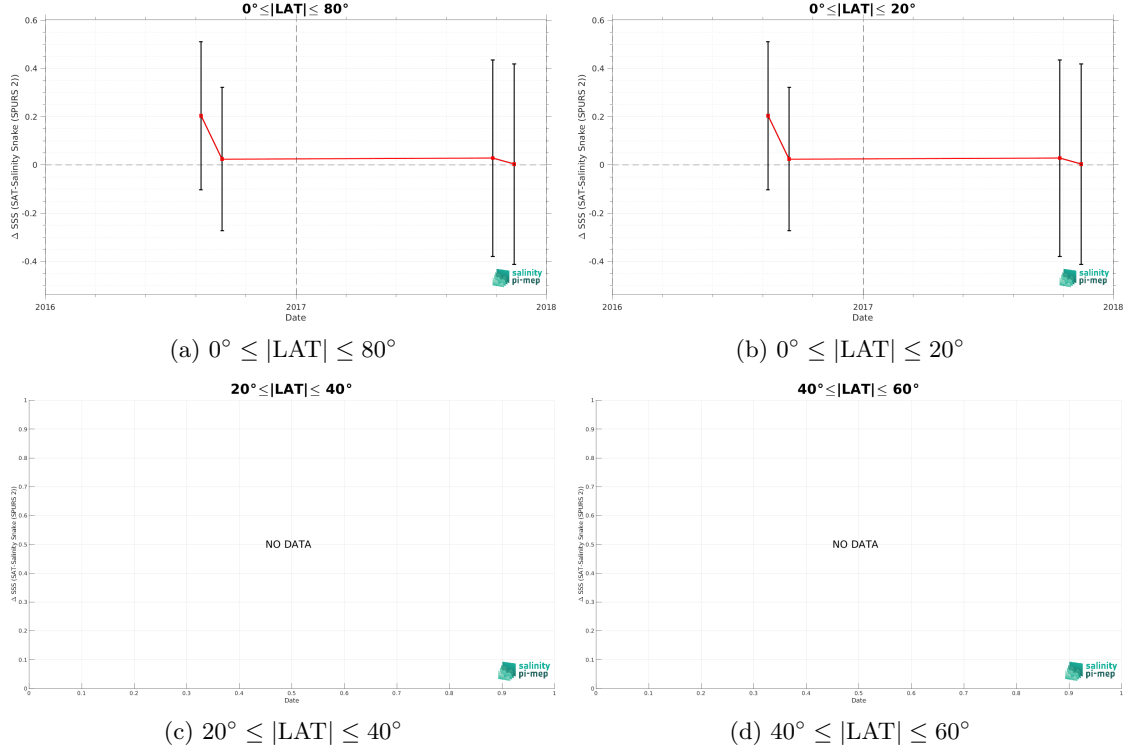 0°≤|LAT|≤ 80°
Δ SSS (SAT-Salinity Snake (SPURS 2))
0.6
0.4
0.2
0
-0.2
-0.4
salinity
pi-mep
2016
2017
2018
Date
(a) 0° ≤ |LAT| ≤ 80°
0°≤|LAT|≤ 20°
Δ SSS (SAT-Salinity Snake (SPURS 2))
0.6
0.4
0.2
0
-0.2
-0.4
salinity
pi-mep
2016
2017
2018
Date
(b) 0° ≤ |LAT| ≤ 20°
20°≤|LAT|≤ 40°
Δ SSS (SAT-Salinity Snake (SPURS 2))
1
0.9
0.8
0.7
0.6
0.5
0.4
0.3
0.2
0.1
0
NO DATA
salinity
pi-mep
0 0.1 0.2 0.3 0.4 0.5 0.6 0.7 0.8 0.9 1
Date
(c) 20° ≤ |LAT| ≤ 40°
40°≤|LAT|≤ 60°
Δ SSS (SAT-Salinity Snake (SPURS 2))
1
0.9
0.8
0.7
0.6
0.5
0.4
0.3
0.2
0.1
0
NO DATA
salinity
pi-mep
0 0.1 0.2 0.3 0.4 0.5 0.6 0.7 0.8 0.9 1
Date
(d) 40° ≤ |LAT| ≤ 60°